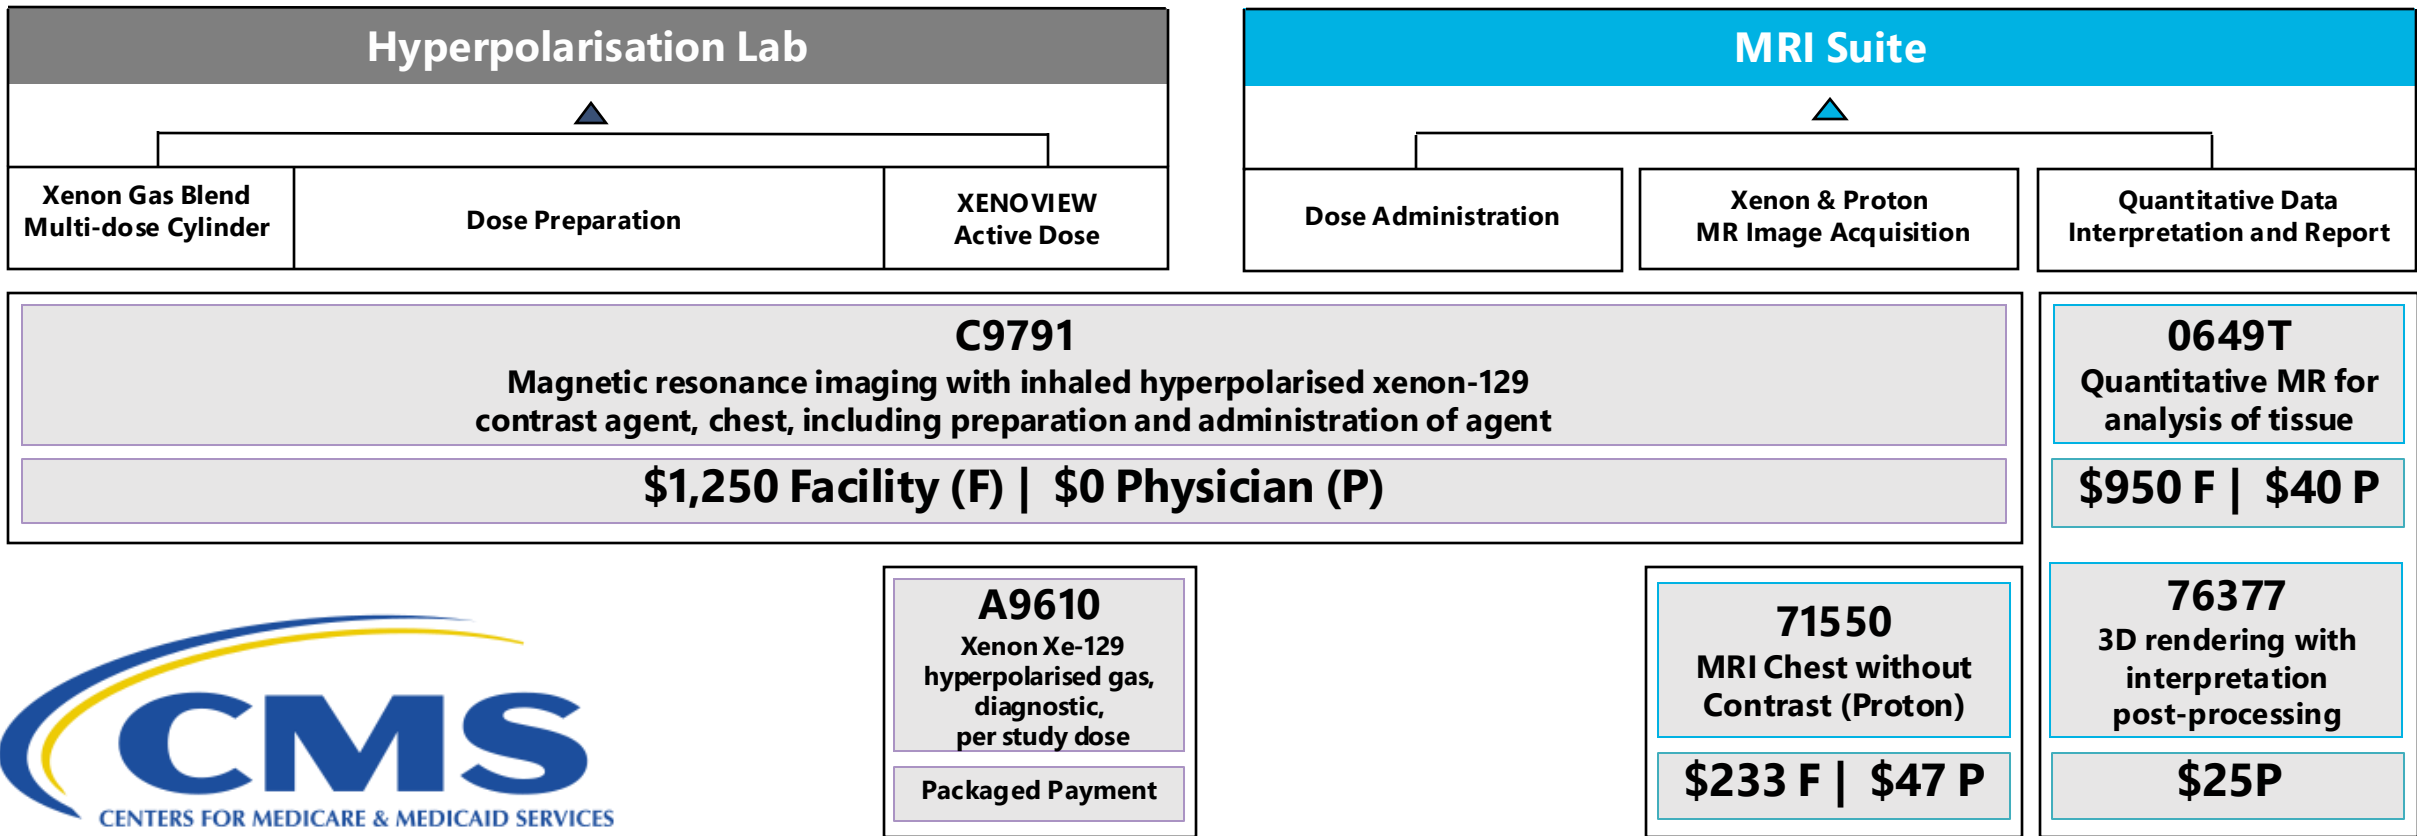 Hyperpolarisation Lab
MRI Suite
Xenon Gas Blend
Multi-dose Cylinder
Dose Preparation
XENOVIEW
Active Dose
Dose Administration
Xenon & Proton
MR Image Acquisition
Quantitative Data
Interpretation and Report
C9791
Magnetic resonance imaging with inhaled hyperpolarised xenon-129
contrast agent, chest, including preparation and administration of agent
$1,250 Facility (F) | $0 Physician (P)
0649T
Quantitative MR for
analysis of tissue
$950 F | $40 P
A9610
Xenon Xe-129
hyperpolarised gas,
diagnostic,
per study dose
Packaged Payment
71550
MRI Chest without
Contrast (Proton)
$233 F | $47 P
76377
3D rendering with
interpretation
post-processing
$25P
CMS
CENTERS FOR MEDICARE & MEDICAID SERVICES